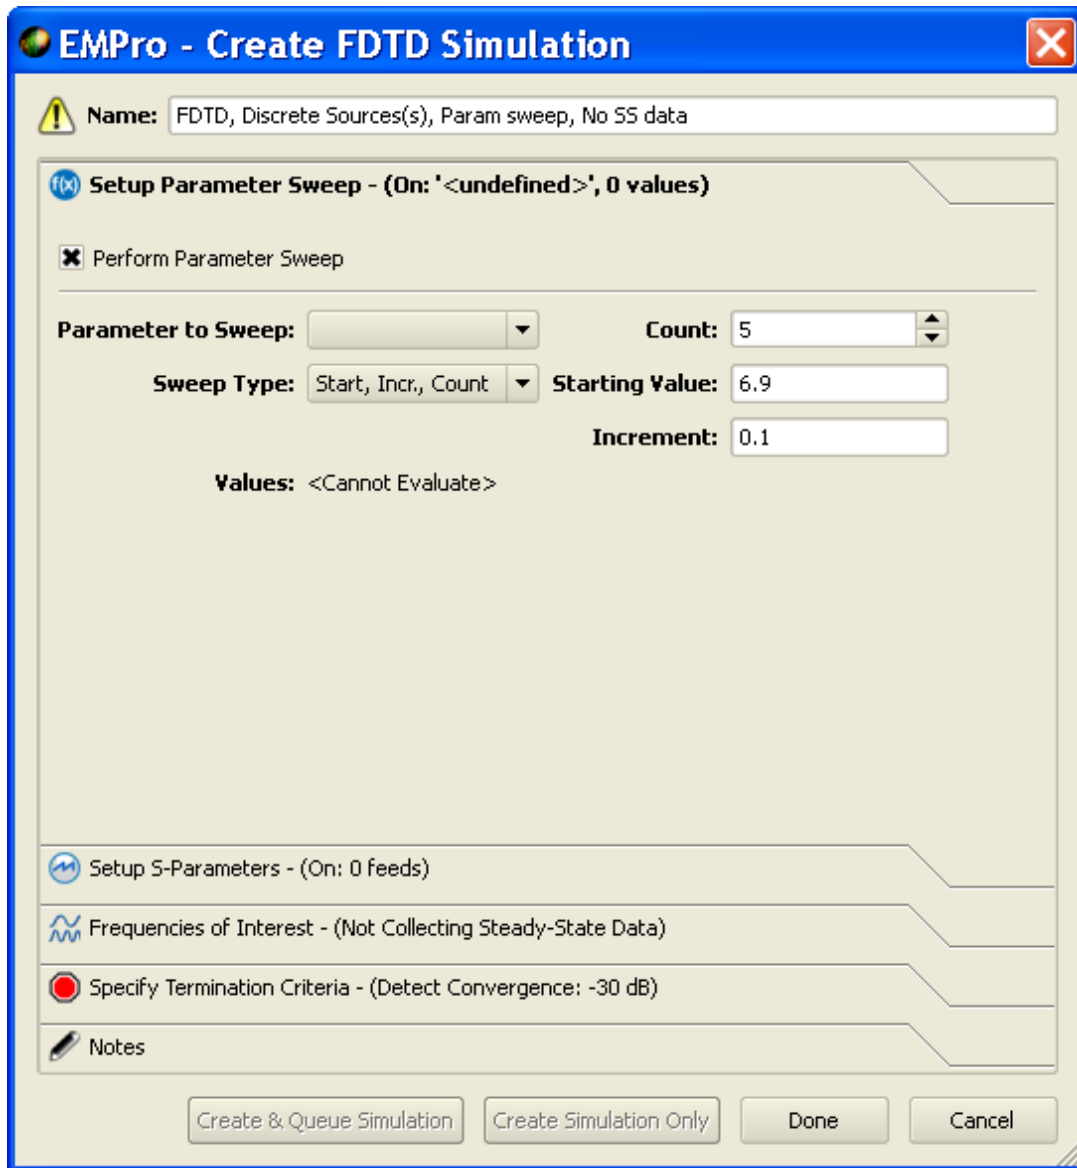 EMPro - Create FDTD Simulation
Name: FDTD, Discrete Sources(s), Param sweep, No SS data
f(x) Setup Parameter Sweep - (On: '<undefined>', 0 values)
Perform Parameter Sweep
Parameter to Sweep: Count: 5
Sweep Type: Start, Incr., Count Starting Value: 6.9
Increment: 0.1
Values: <Cannot Evaluate>
Setup S-Parameters - (On: 0 feeds)
Frequencies of Interest - (Not Collecting Steady-State Data)
Specify Termination Criteria - (Detect Convergence: -30 dB)
Notes
Create & Queue Simulation Create Simulation Only Done Cancel